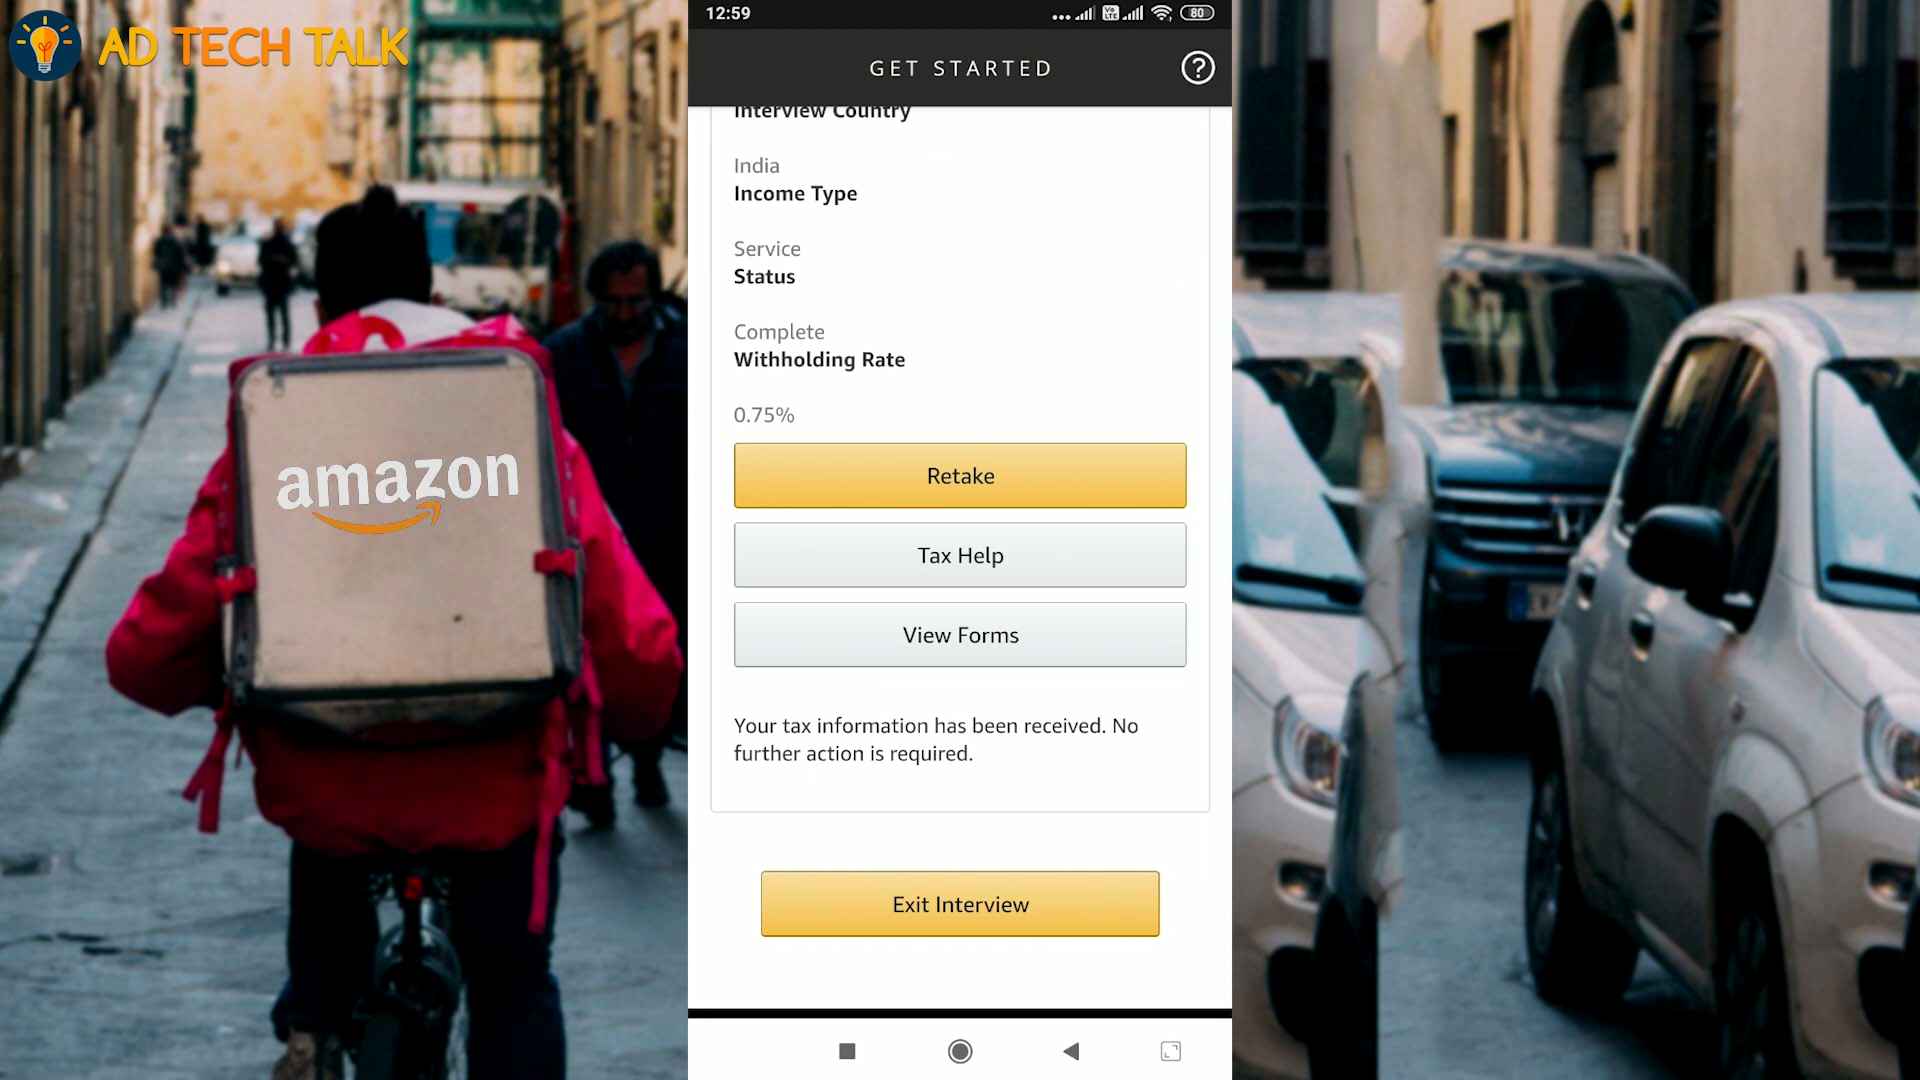 AD TECH TALK
12:59
80
GET STARTED
?
Interview Country
India
Income Type
Service
Status
Complete
Withholding Rate
0.75%
Retake
Tax Help
View Forms
Your tax information has been received. No
further action is required.
Exit Interview
amazon